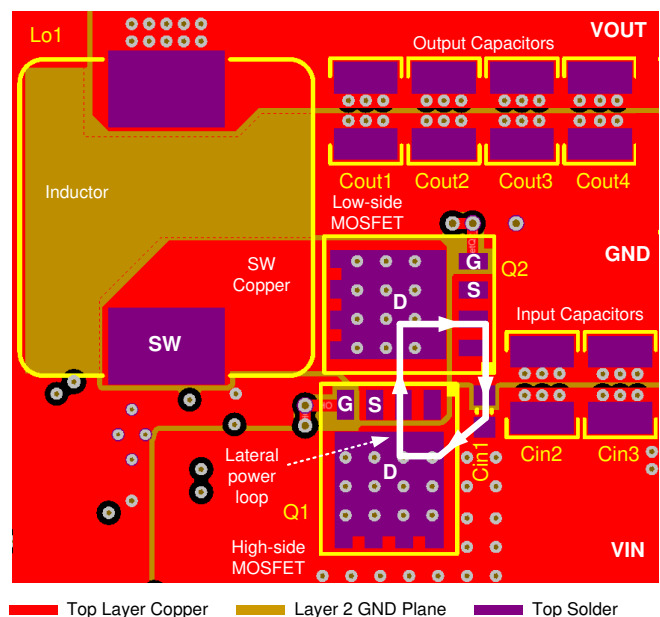 Lo1
VOUT
Output Capacitors
Inductor
Cout1
Cout2
Cout3
Cout4
Low-side
MOSFET
G
Q2
GND
SW
Copper
S
D
Input Capacitors
SW
G
S
Cin1
Cin2
Cin3
Lateral
power
loop
D
Q1
High-side
MOSFET
VIN
Top Layer Copper
Layer 2 GND Plane
Top Solder